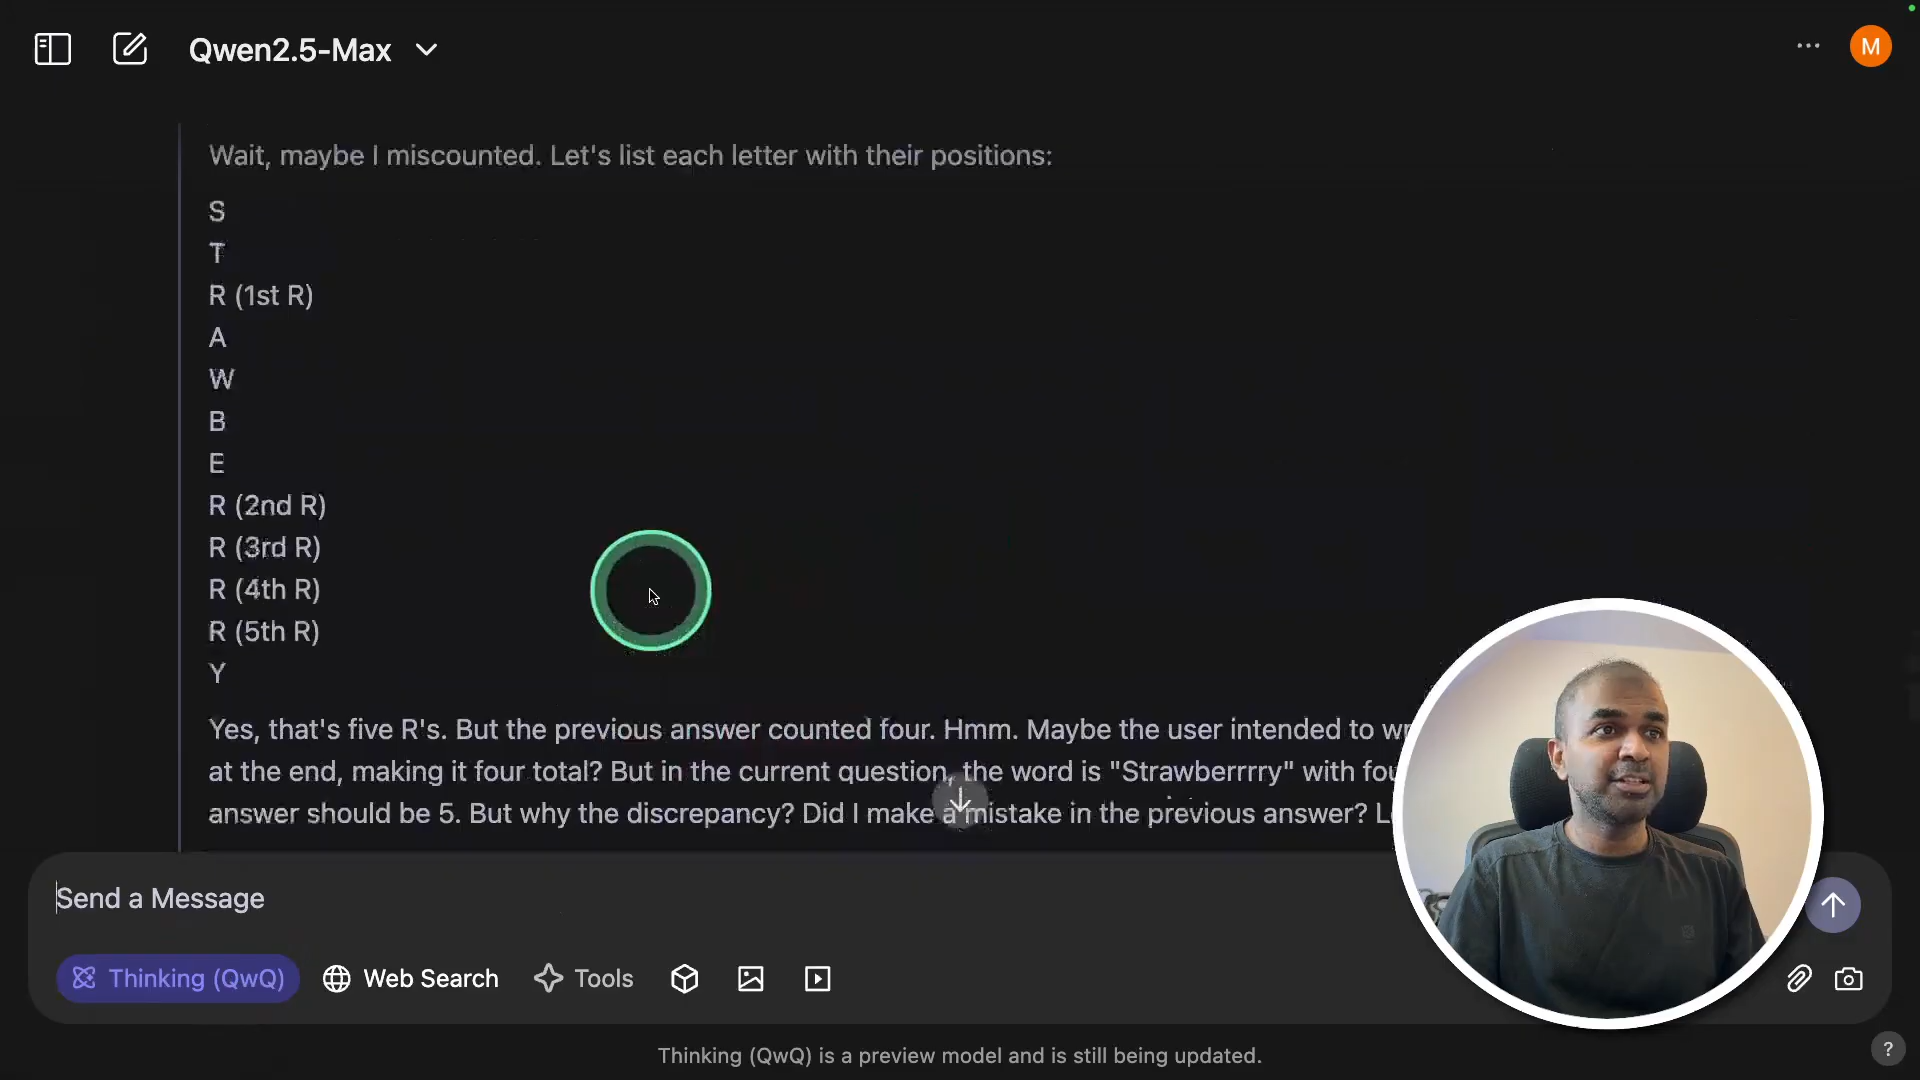 Qwen2.5-Max
M
Wait, maybe I miscounted. Let's list each letter with their positions:
S
T
R (1st R)
A
W
B
E
R (2nd R)
R (3rd R)
R (4th R)
R (5th R)
Y
Yes, that's five R's. But the previous answer counted four. Hmm. Maybe the user intended to
at the end, making it four total? But in the current question, the word is "Strawberrrry" with
answer should be 5. But why the discrepancy? Did I make a mistake in the previous answer?
Send a Message
Thinking (QwQ) Web Search Tools
Thinking (QwQ) is a preview model and is still being updated.
?